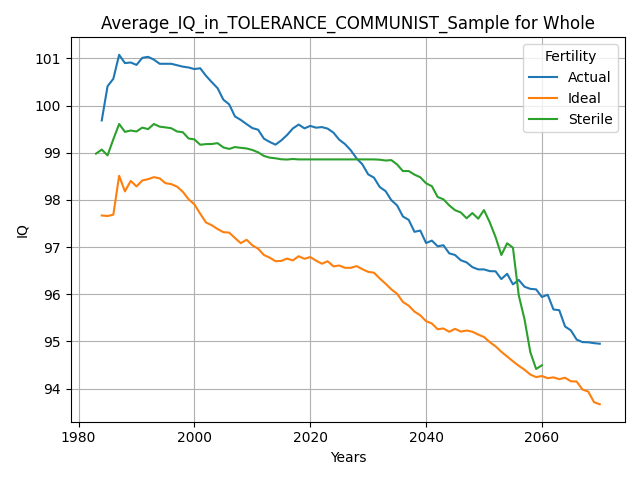 Average_IQ_in_TOLERANCE_COMMUNIST_Sample for Whole
Fertility
Actual
Ideal
Sterile
IQ
101
100
99
98
97
96
95
94
1980
2000
2020
2040
2060
Years